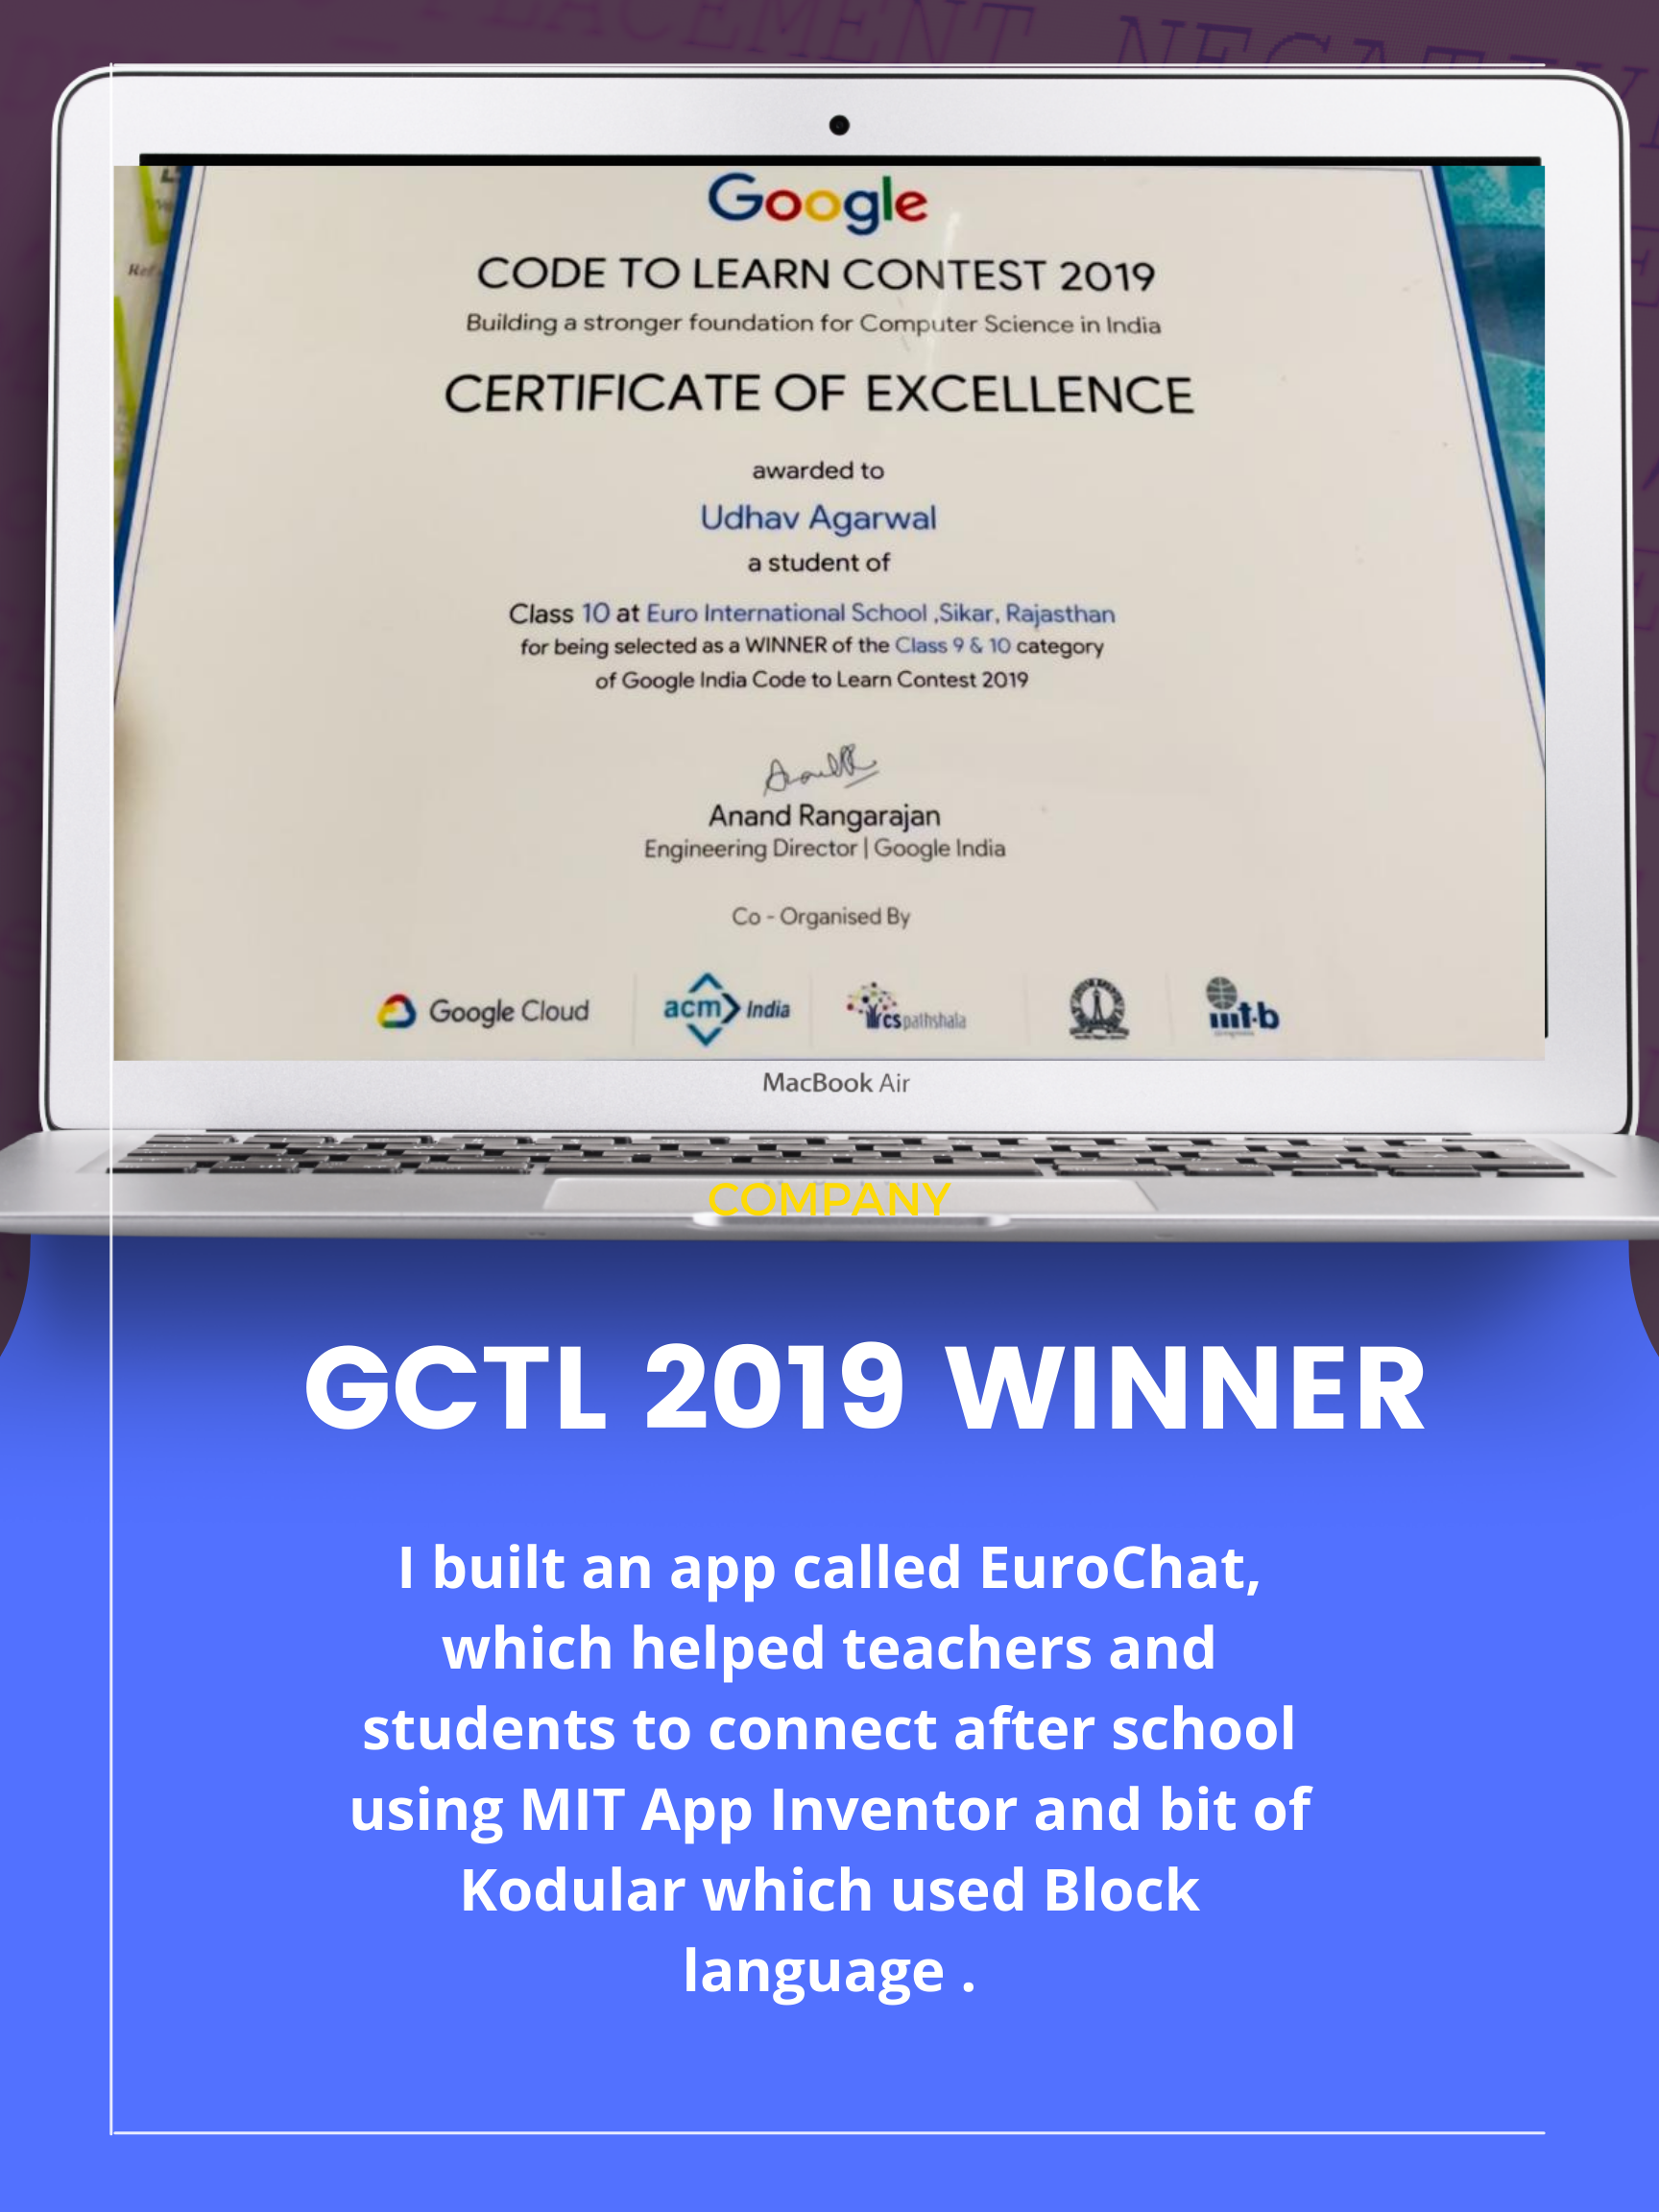 PLACEMENT NEGATIV
Google
CODE TO LEARN CONTEST 2019
Building a stronger foundation for Computer Science in India
CERTIFICATE OF EXCELLENCE
awarded to
Udhav Agarwal
a student of
Class 10 at Euro International School ,Sikar, Rajasthan
for being selected as a WINNER of the Class 9 & 10 category
of Google India Code to Learn Contest 2019
Anand Rangarajan
Engineering Director | Google India
Co - Organised By
Google Cloud
acm India
cspathshala
MacBook Air
COMPANY
GCTL 2019 WINNER
I built an app called EuroChat,
which helped teachers and
students to connect after school
using MIT App Inventor and bit of
Kodular which used Block
language .